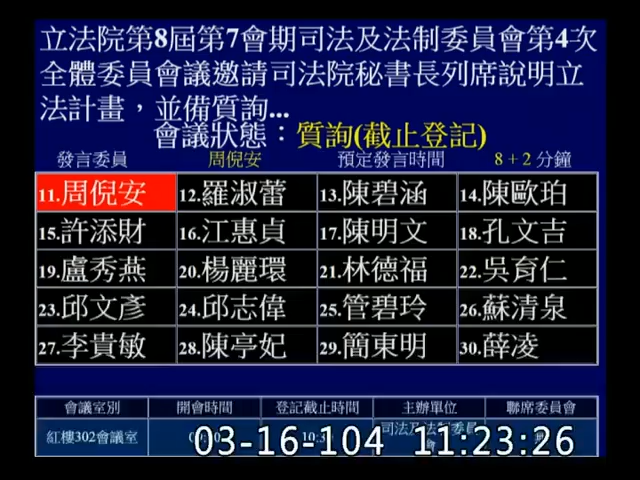 立法院第8屆第7會期司法及法制委員會第4次
全體委員會議邀請司法院秘書長列席說明立
法計畫，並備質詢...
會議狀態：質詢(截止登記)
發言委員 周倪安 預定發言時間 8+2分鐘
11.周倪安 12.羅淑蕾 13.陳碧涵 14.陳歐珀
15.許添財 16.江惠貞 17.陳明文 18.孔文吉
19.盧秀燕 20.楊麗環 21.林德福 22.吳育仁
23.邱文彥 24.邱志偉 25.管碧玲 26.蘇清泉
27.李貴敏 28.陳亭妃 29.簡東明 30.薛凌
會議室別 開會時間 登記截止時間 主辦單位 聯席委員會
紅樓302會議室 司法及法制委員
03-16-104 11:23:26